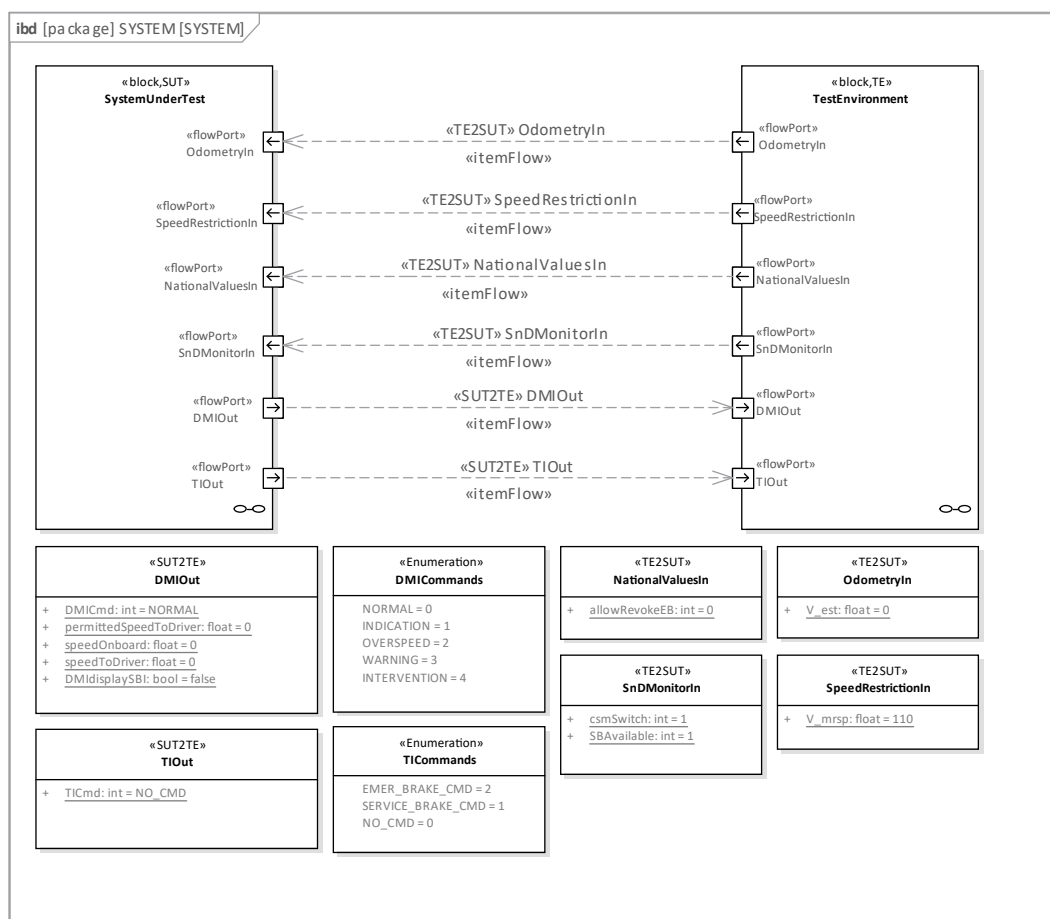 ibd [package] SYSTEM [SYSTEM]
«block,SUT»
SystemUnderTest
«flowPort»
OdometryIn
«flowPort»
SpeedRestrictionIn
«flowPort»
NationalValuesIn
«flowPort»
SnDMonitorIn
«flowPort»
DMIOut
«flowPort»
TIOut
«TE2SUT» OdometryIn
«itemFlow»
«TE2SUT» SpeedRestrictionIn
«itemFlow»
«TE2SUT» NationalValuesIn
«itemFlow»
«TE2SUT» SnDMonitorIn
«itemFlow»
«SUT2TE» DMIOut
«itemFlow»
«SUT2TE» TIOut
«itemFlow»
«block,TE»
TestEnvironment
«flowPort»
OdometryIn
«flowPort»
SpeedRestrictionIn
«flowPort»
NationalValuesIn
«flowPort»
SnDMonitorIn
«flowPort»
DMIOut
«flowPort»
TIOut
«SUT2TE»
DMIOut
+ DMICmd: int = NORMAL
+ permittedSpeedToDriver: float = 0
+ speedOnboard: float = 0
+ speedToDriver: float = 0
+ DMIdisplaySBI: bool = false
«Enumeration»
DMICommands
NORMAL = 0
INDICATION = 1
OVERSPEED = 2
WARNING = 3
INTERVENTION = 4
«TE2SUT»
NationalValuesIn
+ allowRevokeEB: int = 0
«TE2SUT»
OdometryIn
+ V_est: float = 0
«TE2SUT»
SnDMonitorIn
+ csmSwitch: int = 1
+ SBAvailable: int = 1
«TE2SUT»
SpeedRestrictionIn
+ V_mrsp: float = 110
«SUT2TE»
TIOut
+ TICmd: int = NO_CMD
«Enumeration»
TICommands
EMER_BRAKE_CMD = 2
SERVICE_BRAKE_CMD = 1
NO_CMD = 0